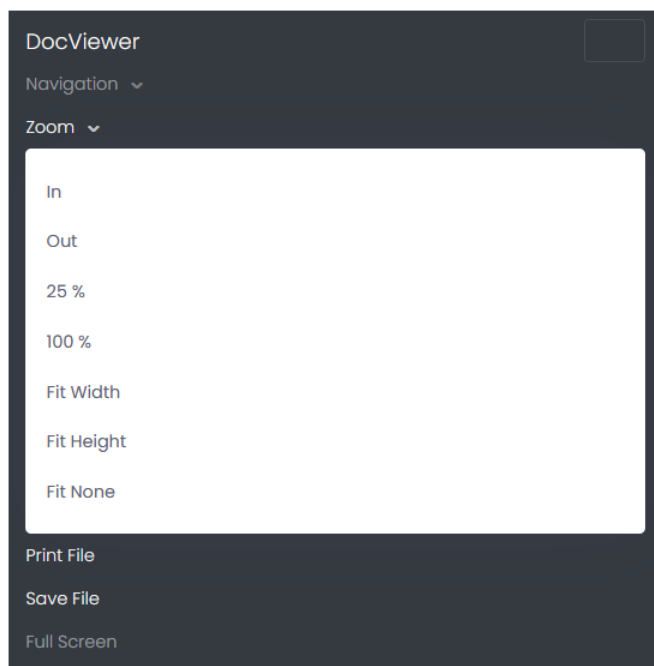 DocViewer
Navigation
Zoom
In
Out
25 %
100 %
Fit Width
Fit Height
Fit None
Print File
Save File
Full Screen